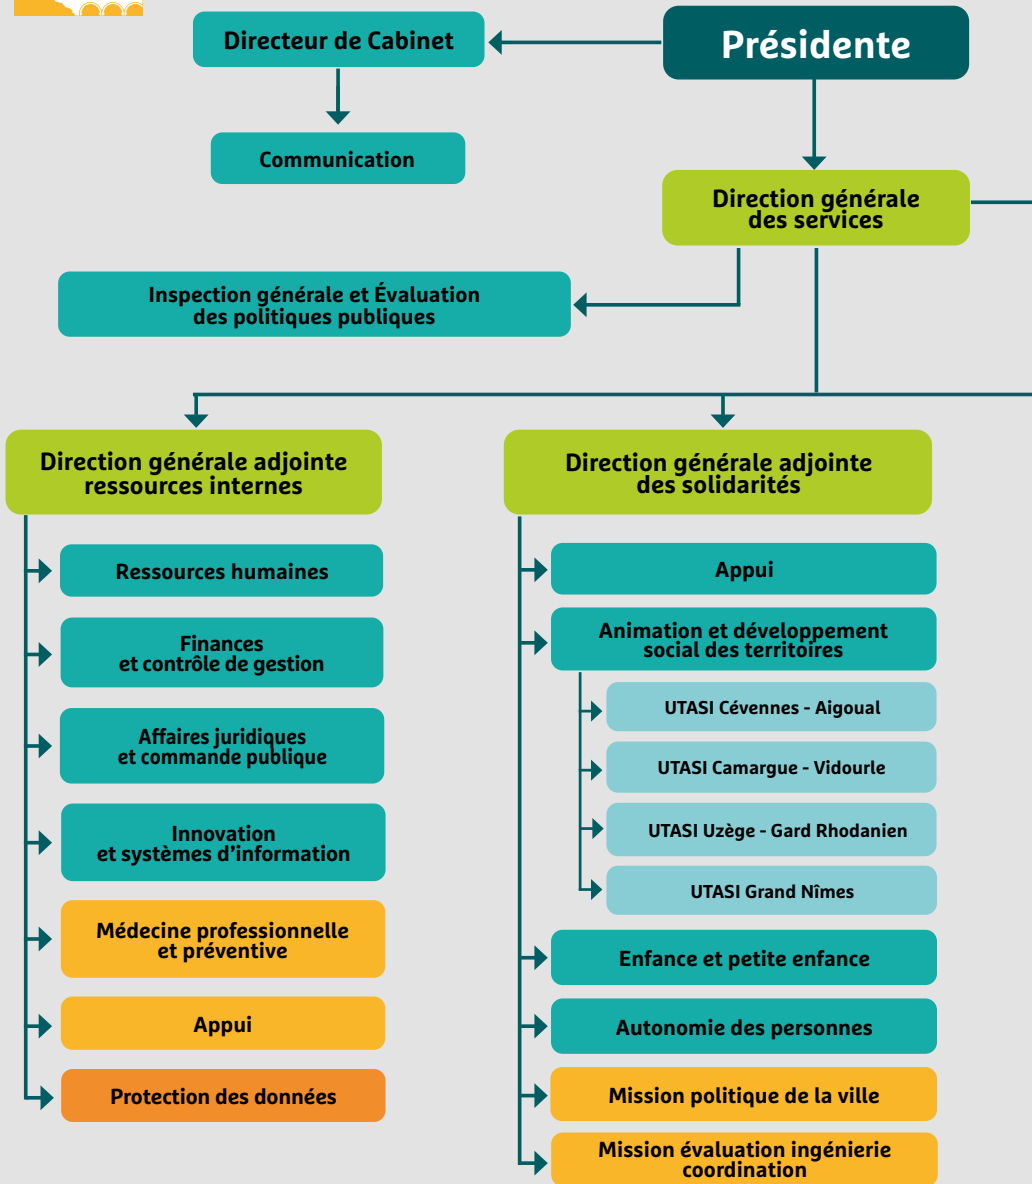 Directeur de Cabinet
Présidente
Communication
Direction générale
des services
Inspection générale et Évaluation
des politiques publiques
Direction générale adjointe
ressources internes
Ressources humaines
Finances
et contrôle de gestion
Affaires juridiques
et commande publique
Innovation
et systèmes d’information
Médecine professionnelle
et préventive
Appui
Protection des données
Direction générale adjointe
des solidarités
Appui
Animation et développement
social des territoires
UTASI Cévennes - Aigoual
UTASI Camargue - Vidourle
UTASI Uzège - Gard Rhodanien
UTASI Grand Nîmes
Enfance et petite enfance
Autonomie des personnes
Mission politique de la ville
Mission évaluation ingénierie
coordination